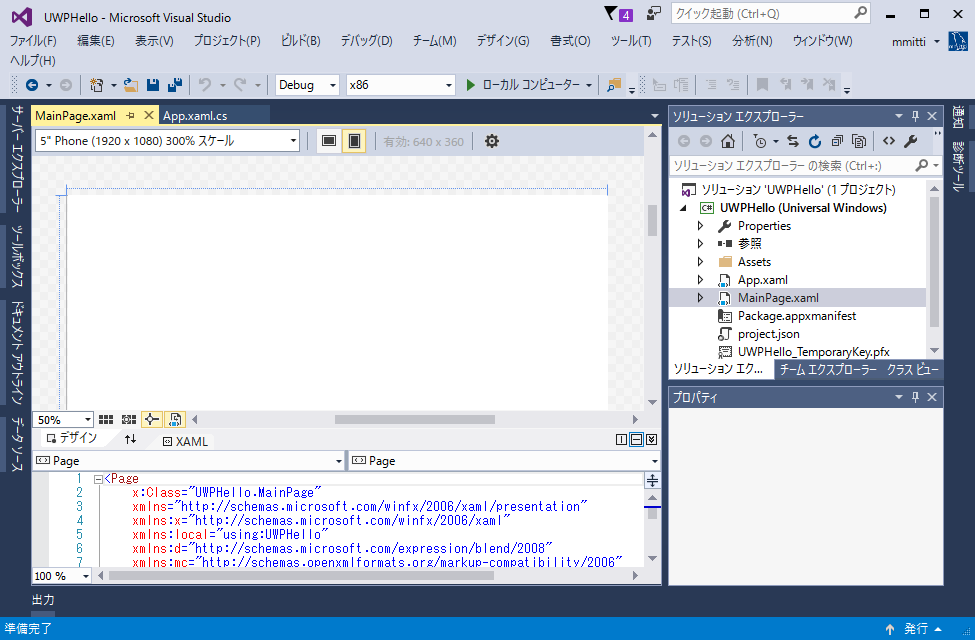 UWPHello - Microsoft Visual Studio
4
クイック起動 (Ctrl+Q)
ファイル(F) 編集(E) 表示(V) プロジェクト(P) ビルド(B) デバッグ(D) チーム(M) デザイン(G) 書式(O) ツール(T) テスト(S) 分析(N) ウィンドウ(W) mmitti
ヘルプ(H)
Debug x86 ローカル コンピューター
サーバー エクスプローラー
ツールボックス
ドキュメント アウトライン
データ ソース
MainPage.xaml App.xaml.cs
5" Phone (1920 x 1080) 300% スケール 有効: 640 x 360
50%
デザイン XAML
Page Page
1 <Page
2 x:Class="UWPHello.MainPage"
3 xmlns="http://schemas.microsoft.com/winfx/2006/xaml/presentation"
4 xmlns:x="http://schemas.microsoft.com/winfx/2006/xaml"
5 xmlns:local="using:UWPHello"
6 xmlns:d="http://schemas.microsoft.com/expression/blend/2008"
7 xmlns:mc="http://schemas.openxmlformats.org/markup-compatibility/2006"
100 %
ソリューション エクスプローラー
ソリューション エクスプローラー の検索 (Ctrl+:)
ソリューション 'UWPHello' (1 プロジェクト)
C# UWPHello (Universal Windows)
Properties
参照
Assets
App.xaml
MainPage.xaml
Package.appxmanifest
project.json
UWPHello_TemporaryKey.pfx
ソリューション エク... チーム エクスプローラー クラス ビュー
プロパティ
通知
診断ツール
出力
準備完了 発行